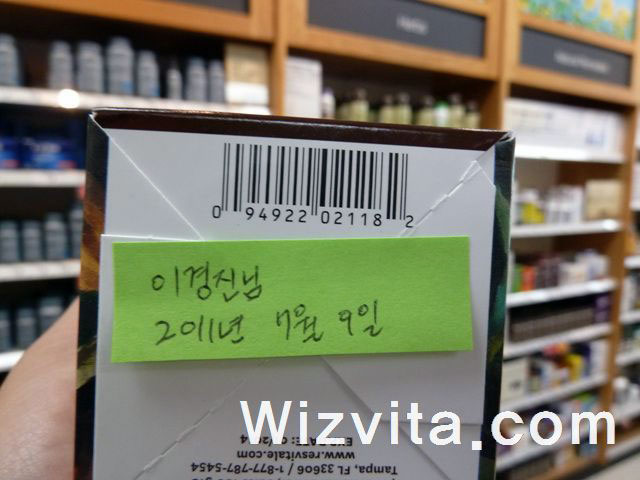 0 94922 02118 2
이경진님
2011년 7월 9일
Wizvita.com
www.resvitale.com
Tampa, FL 33606 / 1-877-787-5454